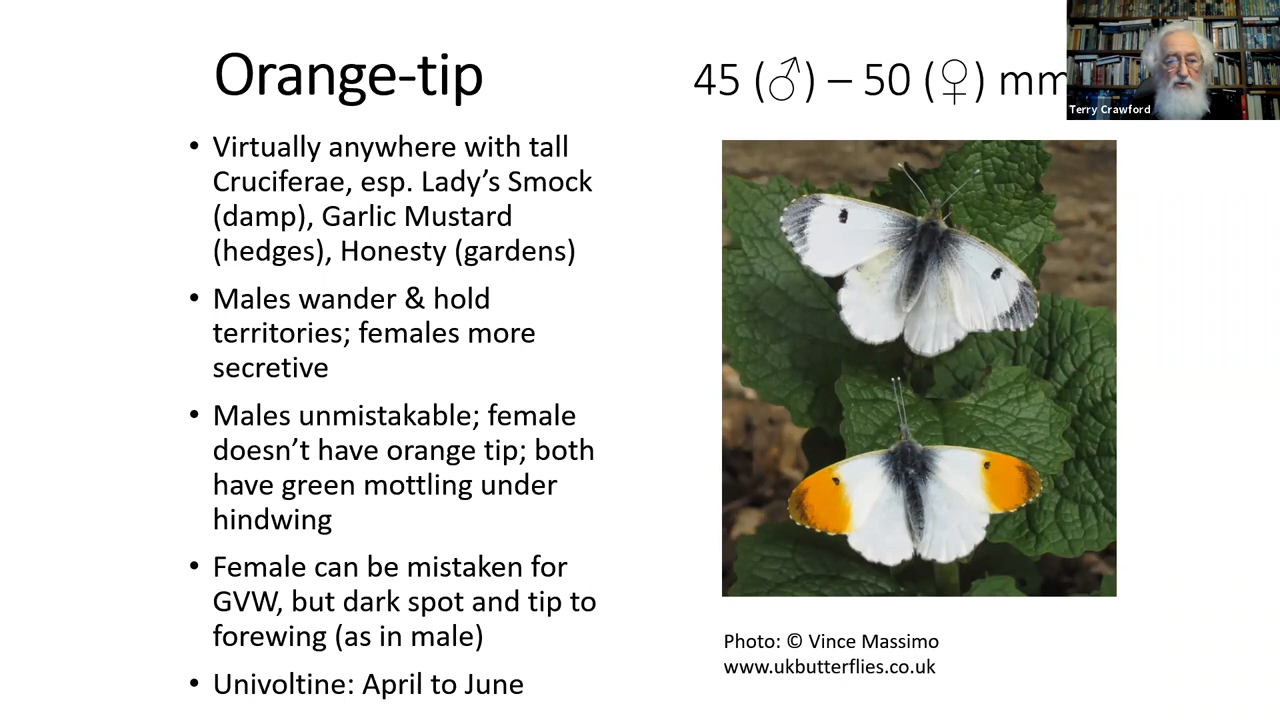 Orange-tip
45 (♂) – 50 (♀) mm
Terry Crawford
• Virtually anywhere with tall
Cruciferae, esp. Lady’s Smock
(damp), Garlic Mustard
(hedges), Honesty (gardens)
• Males wander & hold
territories; females more
secretive
• Males unmistakable; female
doesn’t have orange tip; both
have green mottling under
hindwing
• Female can be mistaken for
GVW, but dark spot and tip to
forewing (as in male)
• Univoltine: April to June
Photo: © Vince Massimo
www.ukbutterflies.co.uk